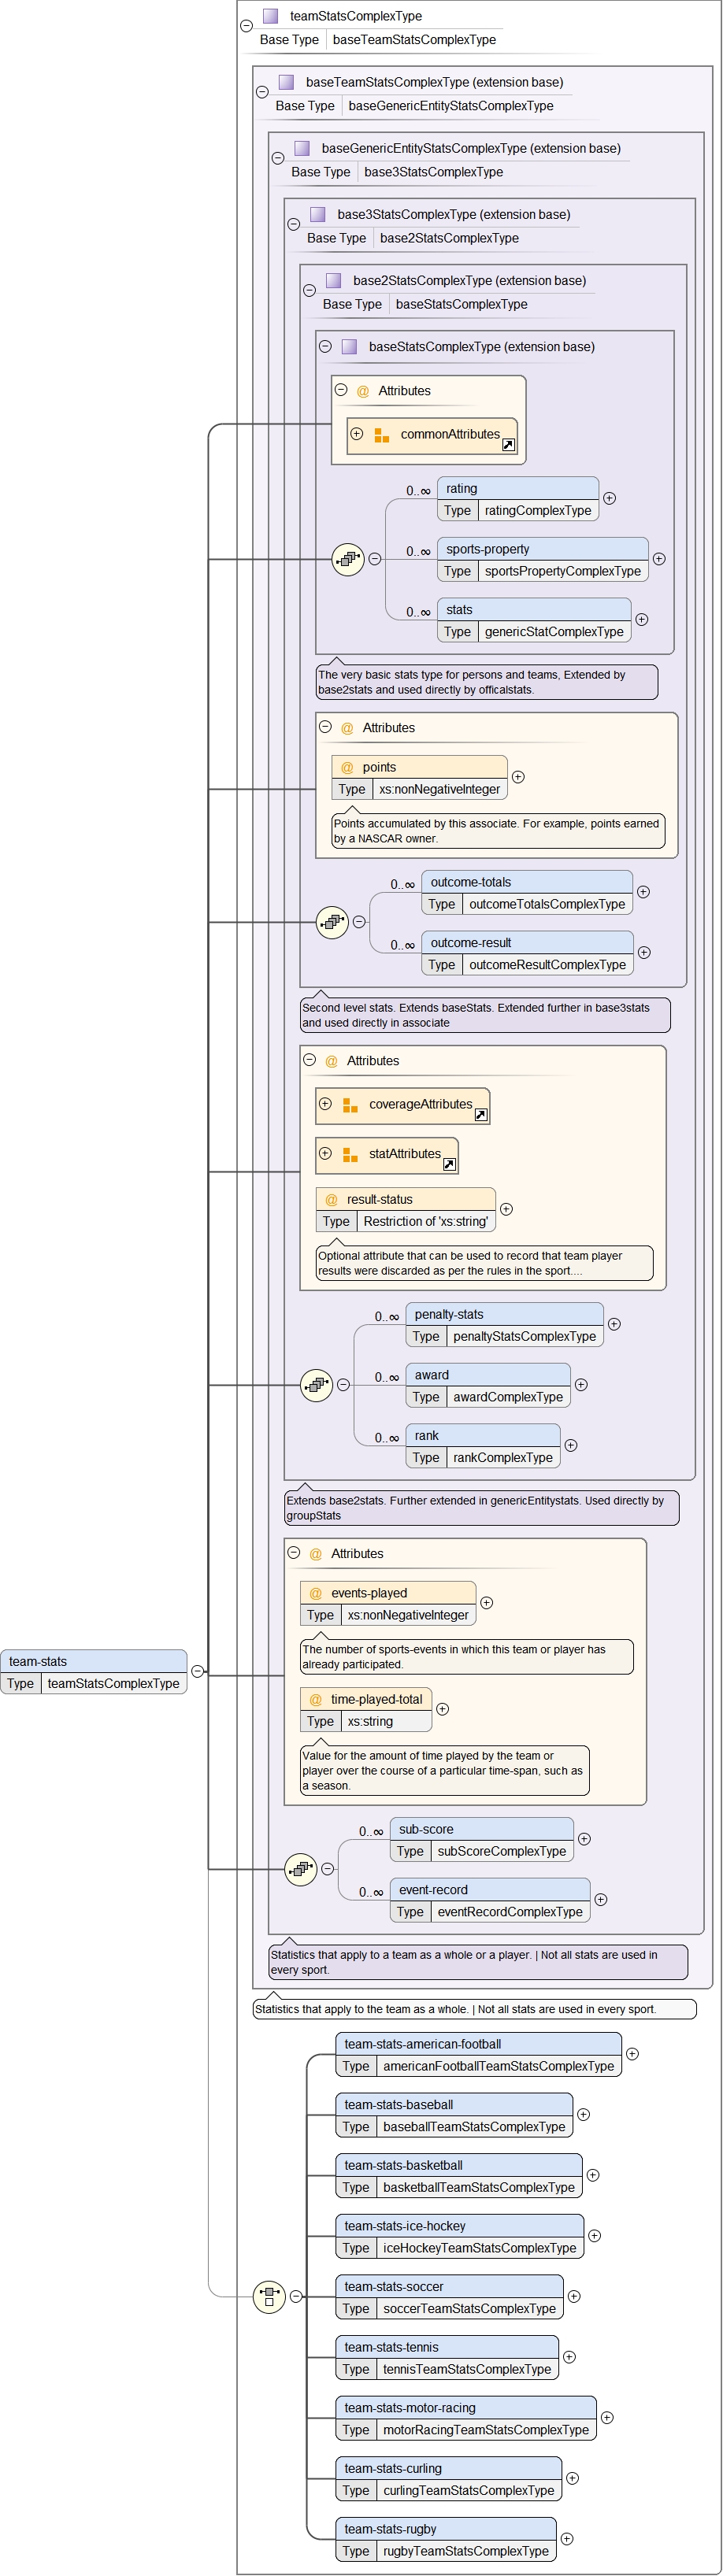 teamStatsComplexType
Base Type baseTeamStatsComplexType
baseTeamStatsComplexType (extension base)
Base Type baseGenericEntityStatsComplexType
baseGenericEntityStatsComplexType (extension base)
Base Type base3StatsComplexType
base3StatsComplexType (extension base)
Base Type base2StatsComplexType
base2StatsComplexType (extension base)
Base Type baseStatsComplexType
baseStatsComplexType (extension base)
@ Attributes
commonAttributes
0..∞ rating
Type ratingComplexType
0..∞ sports-property
Type sportsPropertyComplexType
0..∞ stats
Type genericStatComplexType
The very basic stats type for persons and teams, Extended by
base2stats and used directly by officalstats.
@ Attributes
@ points
Type xs:nonNegativeInteger
Points accumulated by this associate. For example, points earned
by a NASCAR owner.
0..∞ outcome-totals
Type outcomeTotalsComplexType
0..∞ outcome-result
Type outcomeResultComplexType
Second level stats. Extends baseStats. Extended further in base3stats
and used directly in associate
@ Attributes
coverageAttributes
statAttributes
@ result-status
Type Restriction of 'xs:string'
Optional attribute that can be used to record that team player
results were discarded as per the rules in the sport....
0..∞ penalty-stats
Type penaltyStatsComplexType
0..∞ award
Type awardComplexType
0..∞ rank
Type rankComplexType
Extends base2stats. Further extended in genericEntitystats. Used directly by
groupStats
@ Attributes
@ events-played
Type xs:nonNegativeInteger
The number of sports-events in which this team or player has
already participated.
team-stats
Type teamStatsComplexType
@ time-played-total
Type xs:string
Value for the amount of time played by the team or
player over the course of a particular time-span, such as
a season.
0..∞ sub-score
Type subScoreComplexType
0..∞ event-record
Type eventRecordComplexType
Statistics that apply to a team as a whole or a player. | Not all stats are used in
every sport.
Statistics that apply to the team as a whole. | Not all stats are used in every sport.
team-stats-american-football
Type americanFootballTeamStatsComplexType
team-stats-baseball
Type baseballTeamStatsComplexType
team-stats-basketball
Type basketballTeamStatsComplexType
team-stats-ice-hockey
Type iceHockeyTeamStatsComplexType
team-stats-soccer
Type soccerTeamStatsComplexType
team-stats-tennis
Type tennisTeamStatsComplexType
team-stats-motor-racing
Type motorRacingTeamStatsComplexType
team-stats-curling
Type curlingTeamStatsComplexType
team-stats-rugby
Type rugbyTeamStatsComplexType